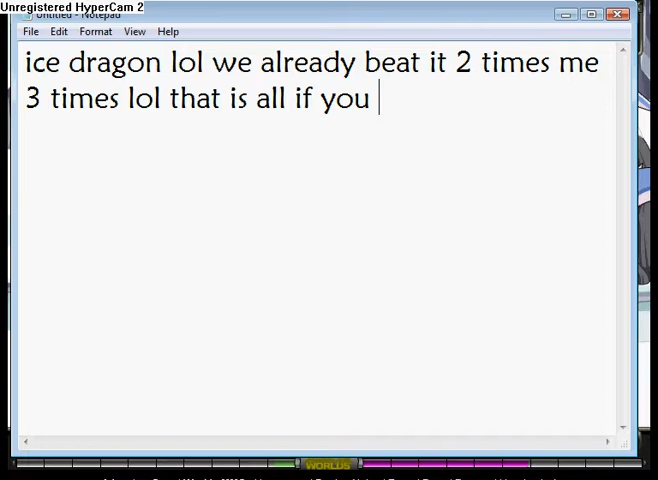 Unregistered HyperCam 2
Untitled - Notepad
File Edit Format View Help
ice dragon lol we already beat it 2 times me
3 times lol that is all if you
WORLDS